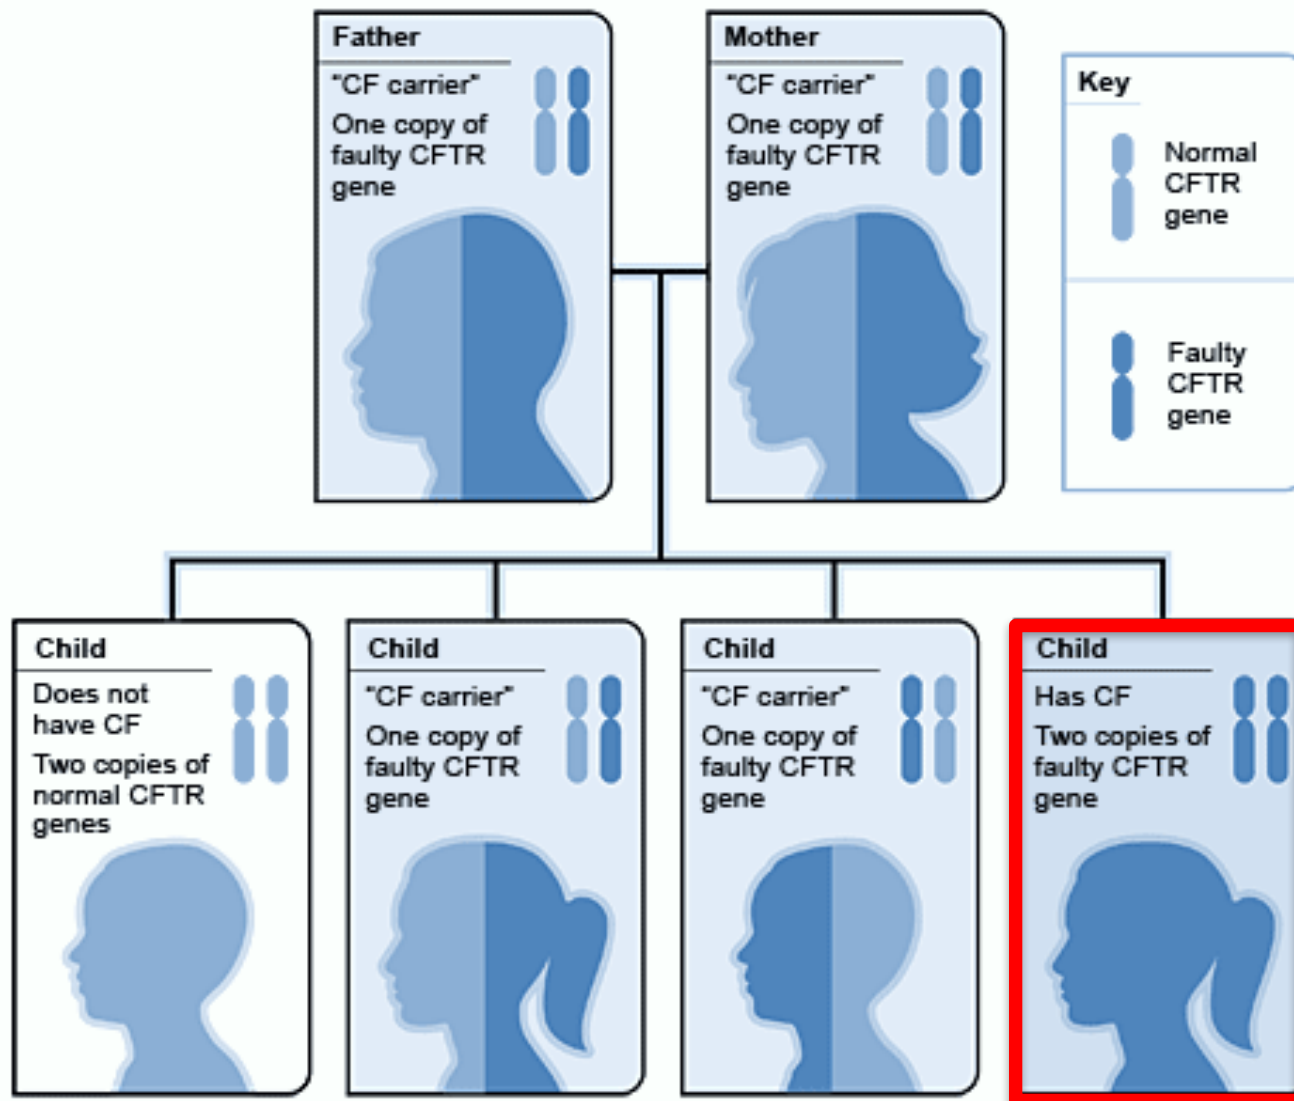 Father
"CF carrier"
One copy of
faulty CFTR
gene
Mother
"CF carrier"
One copy of
faulty CFTR
gene
Key
Normal
CFTR
gene
Faulty
CFTR
gene
Child
Does not
have CF
Two copies of
normal CFTR
genes
Child
"CF carrier"
One copy of
faulty CFTR
gene
Child
"CF carrier"
One copy of
faulty CFTR
gene
Child
Has CF
Two copies of
faulty CFTR
gene